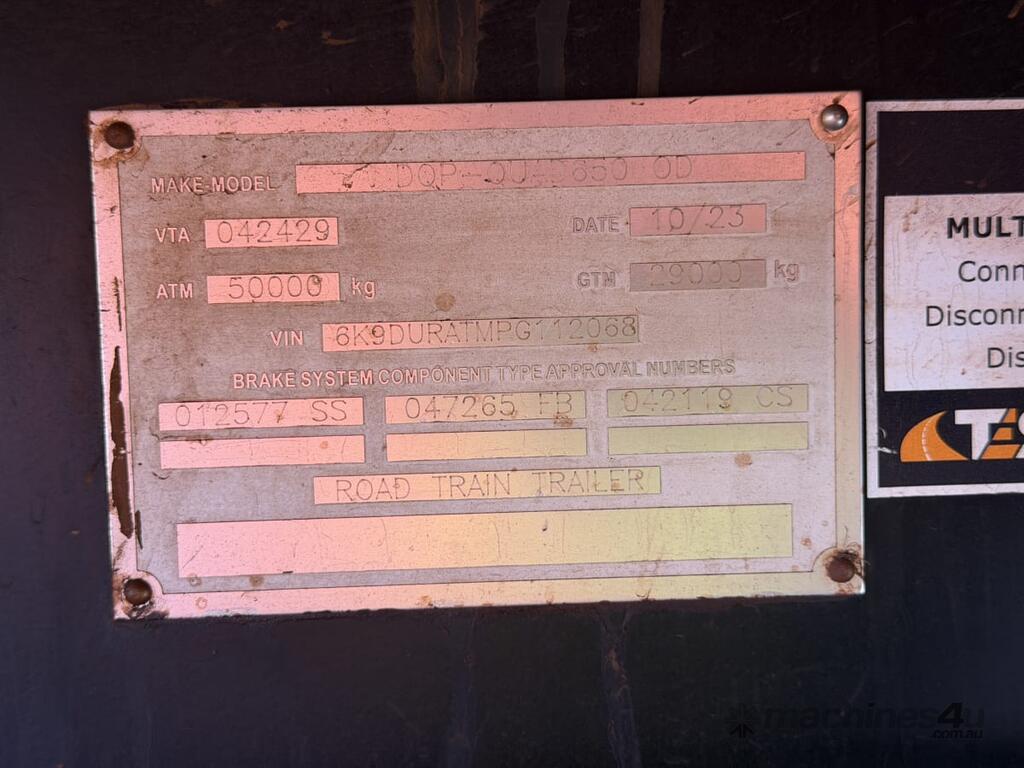 MAKE-MODEL
VTA 042429 DATE 10/23
ATM 50000 kg GTM 29000 kg
VIN 6K9DURATMPG112068
BRAKE SYSTEM COMPONENT TYPE APPROVAL NUMBERS
012577 SS 047265 FB 042119 CS
ROAD TRAIN TRAILER
MULT
Conn
Disconn
Dis
machines4u
.com.au